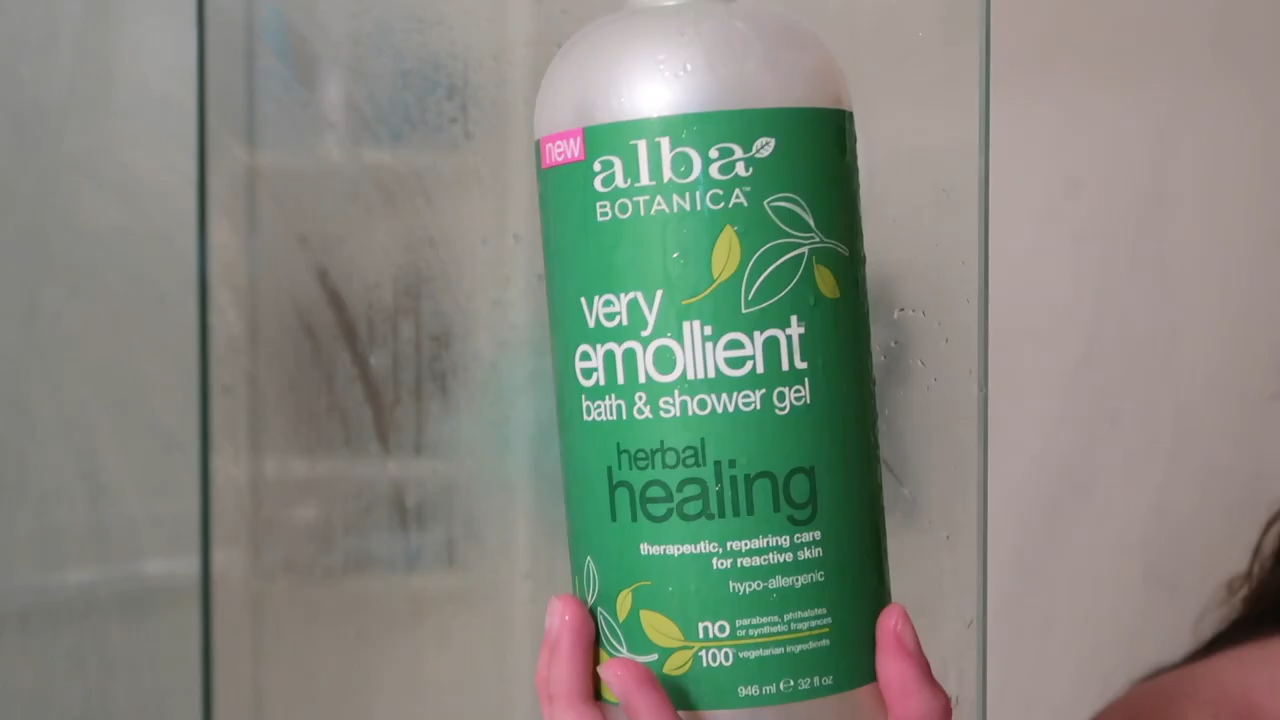 new
alba
BOTANICA™
very
emollient
bath & shower gel
herbal
healing
therapeutic, repairing care
for reactive skin
hypo-allergenic
no parabens, phthalates
or synthetic fragrances
100% vegetarian ingredients
946 ml ℮ 32 fl oz